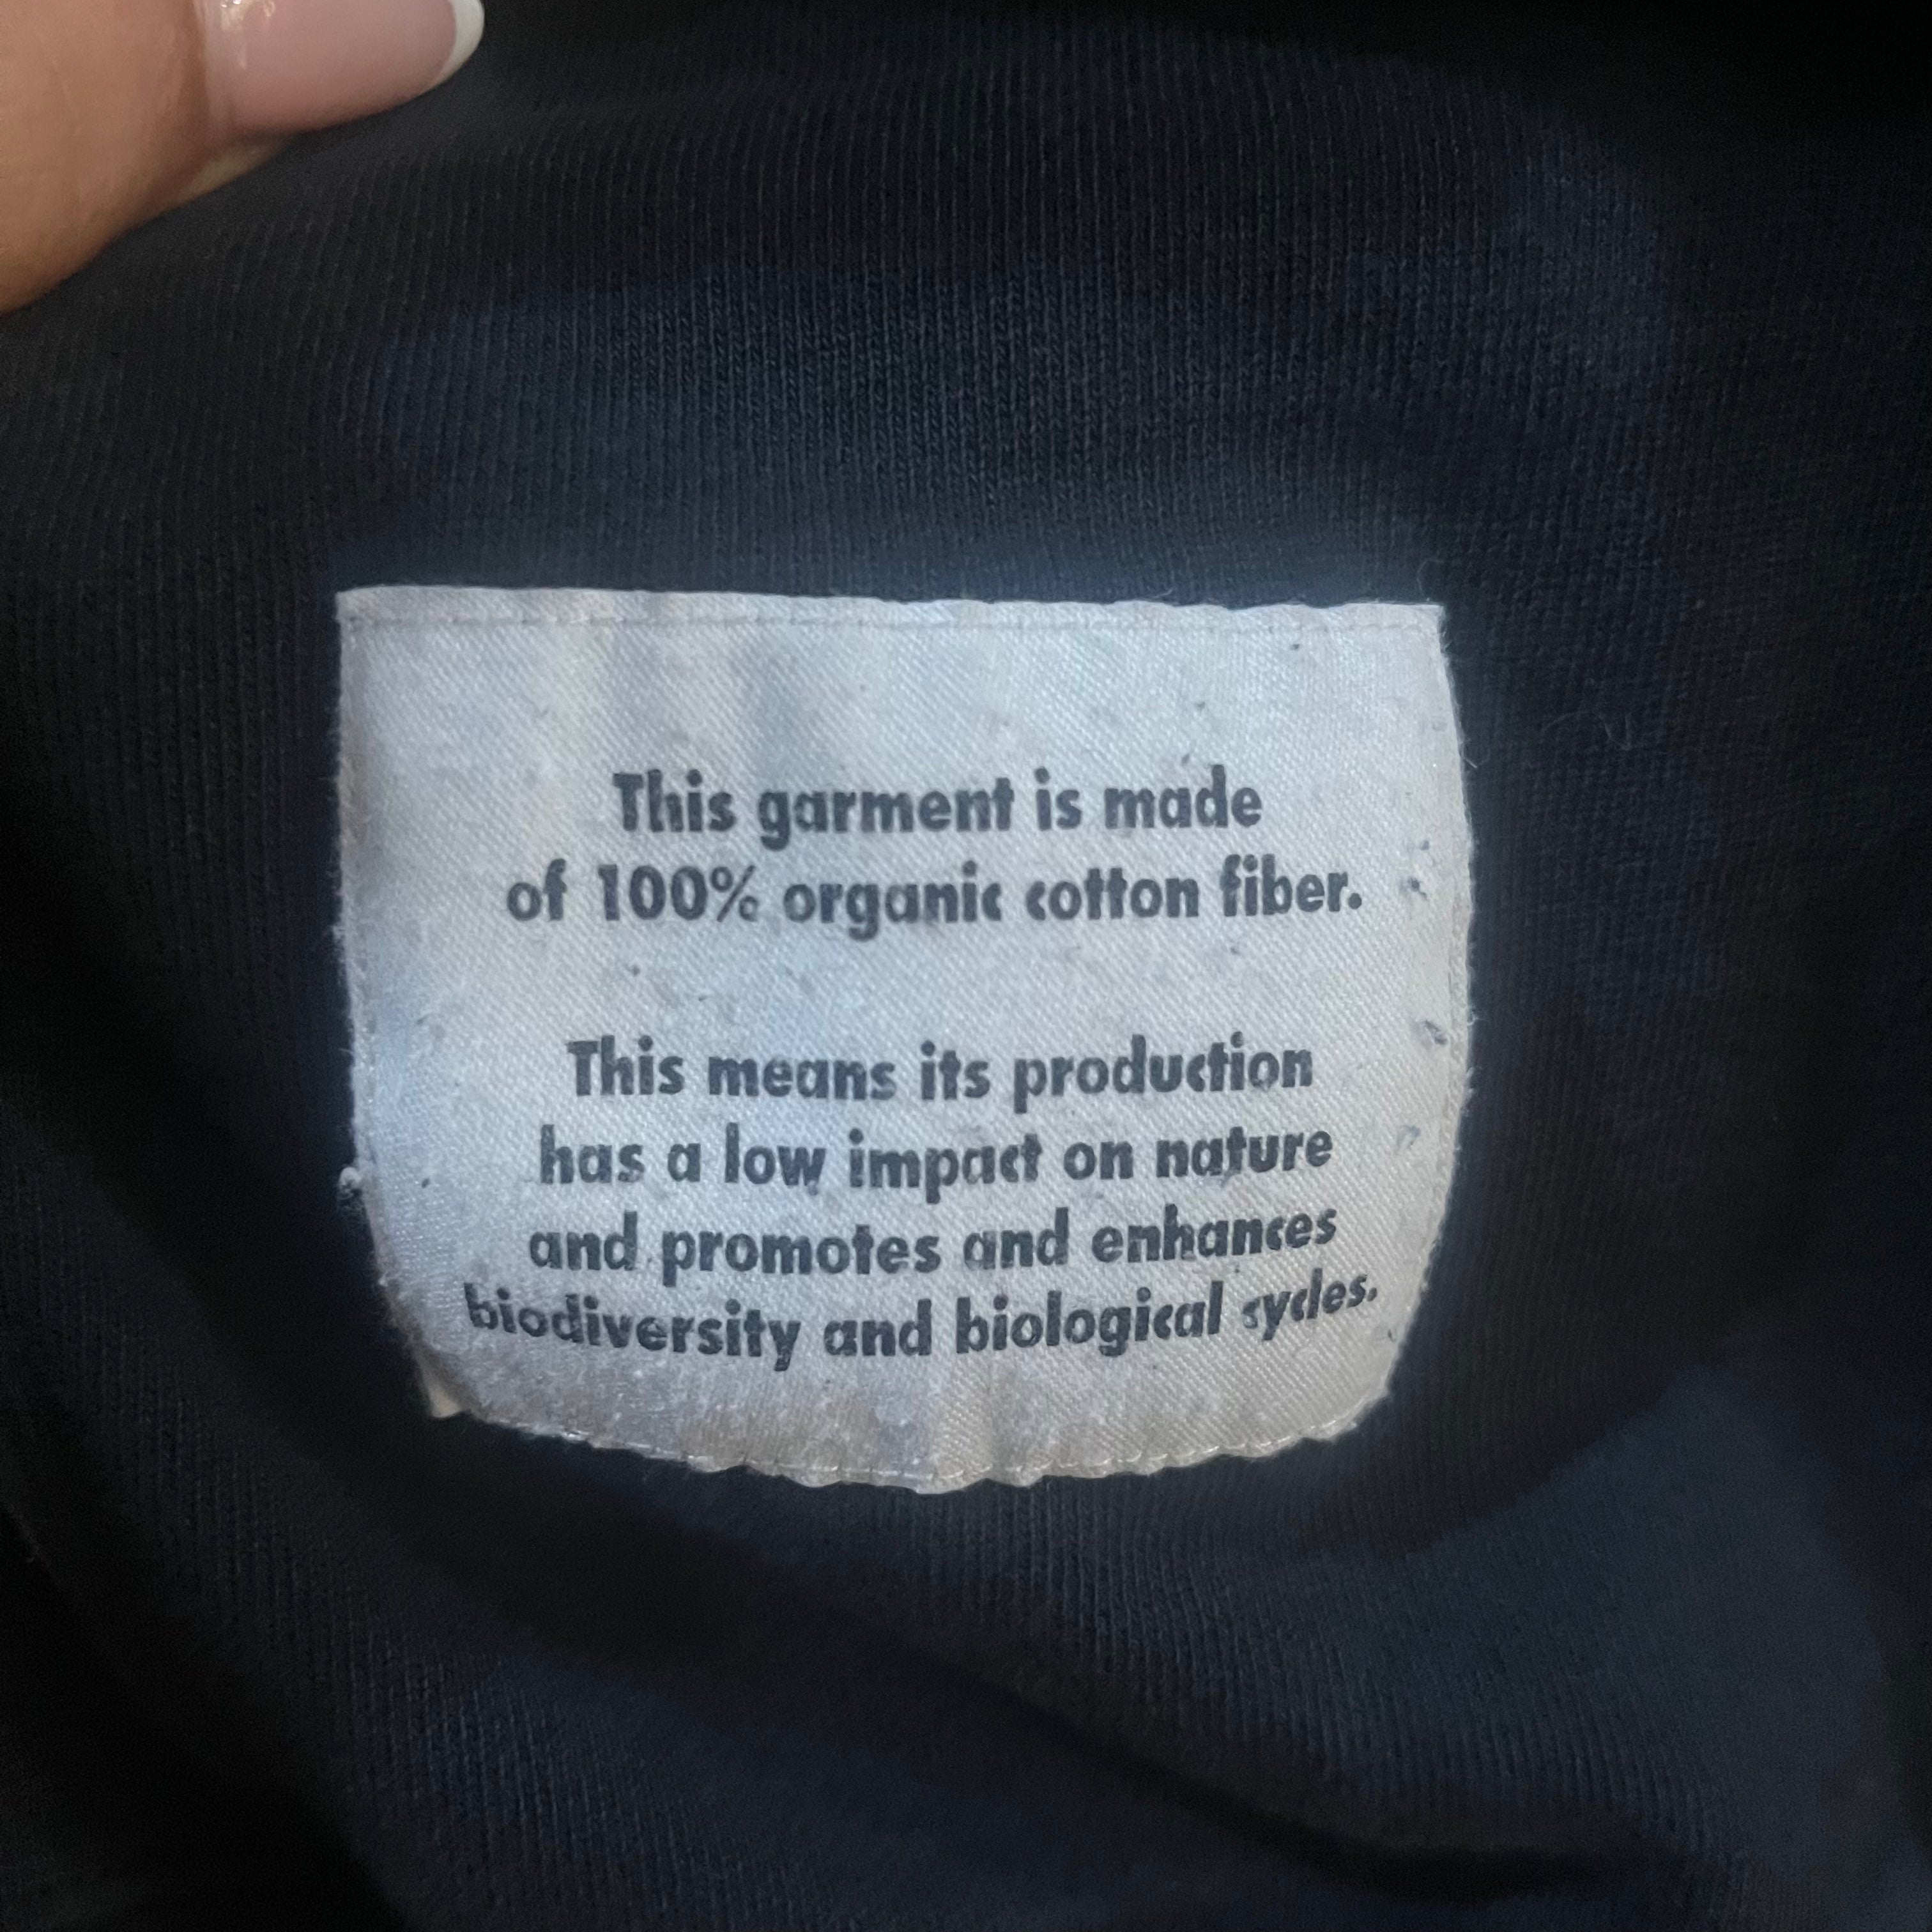 This garment is made
of 100% organic cotton fiber.
This means its production
has a low impact on nature
and promotes and enhances
biodiversity and biological cycles.